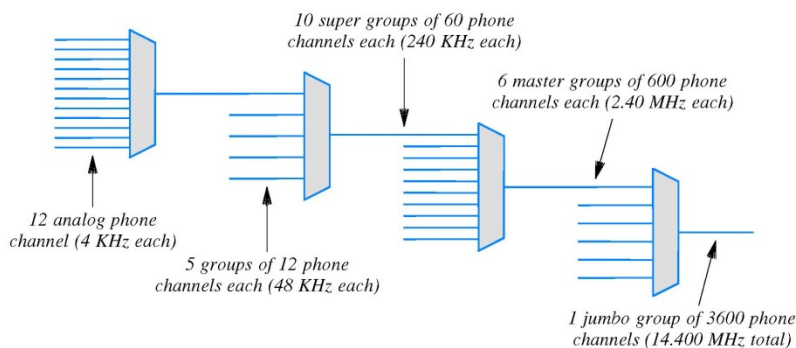 10 super groups of 60 phone
channels each (240 KHz each)
6 master groups of 600 phone
channels each (2.40 MHz each)
12 analog phone
channel (4 KHz each)
5 groups of 12 phone
channels each (48 KHz each)
1 jumbo group of 3600 phone
channels (14.400 MHz total)